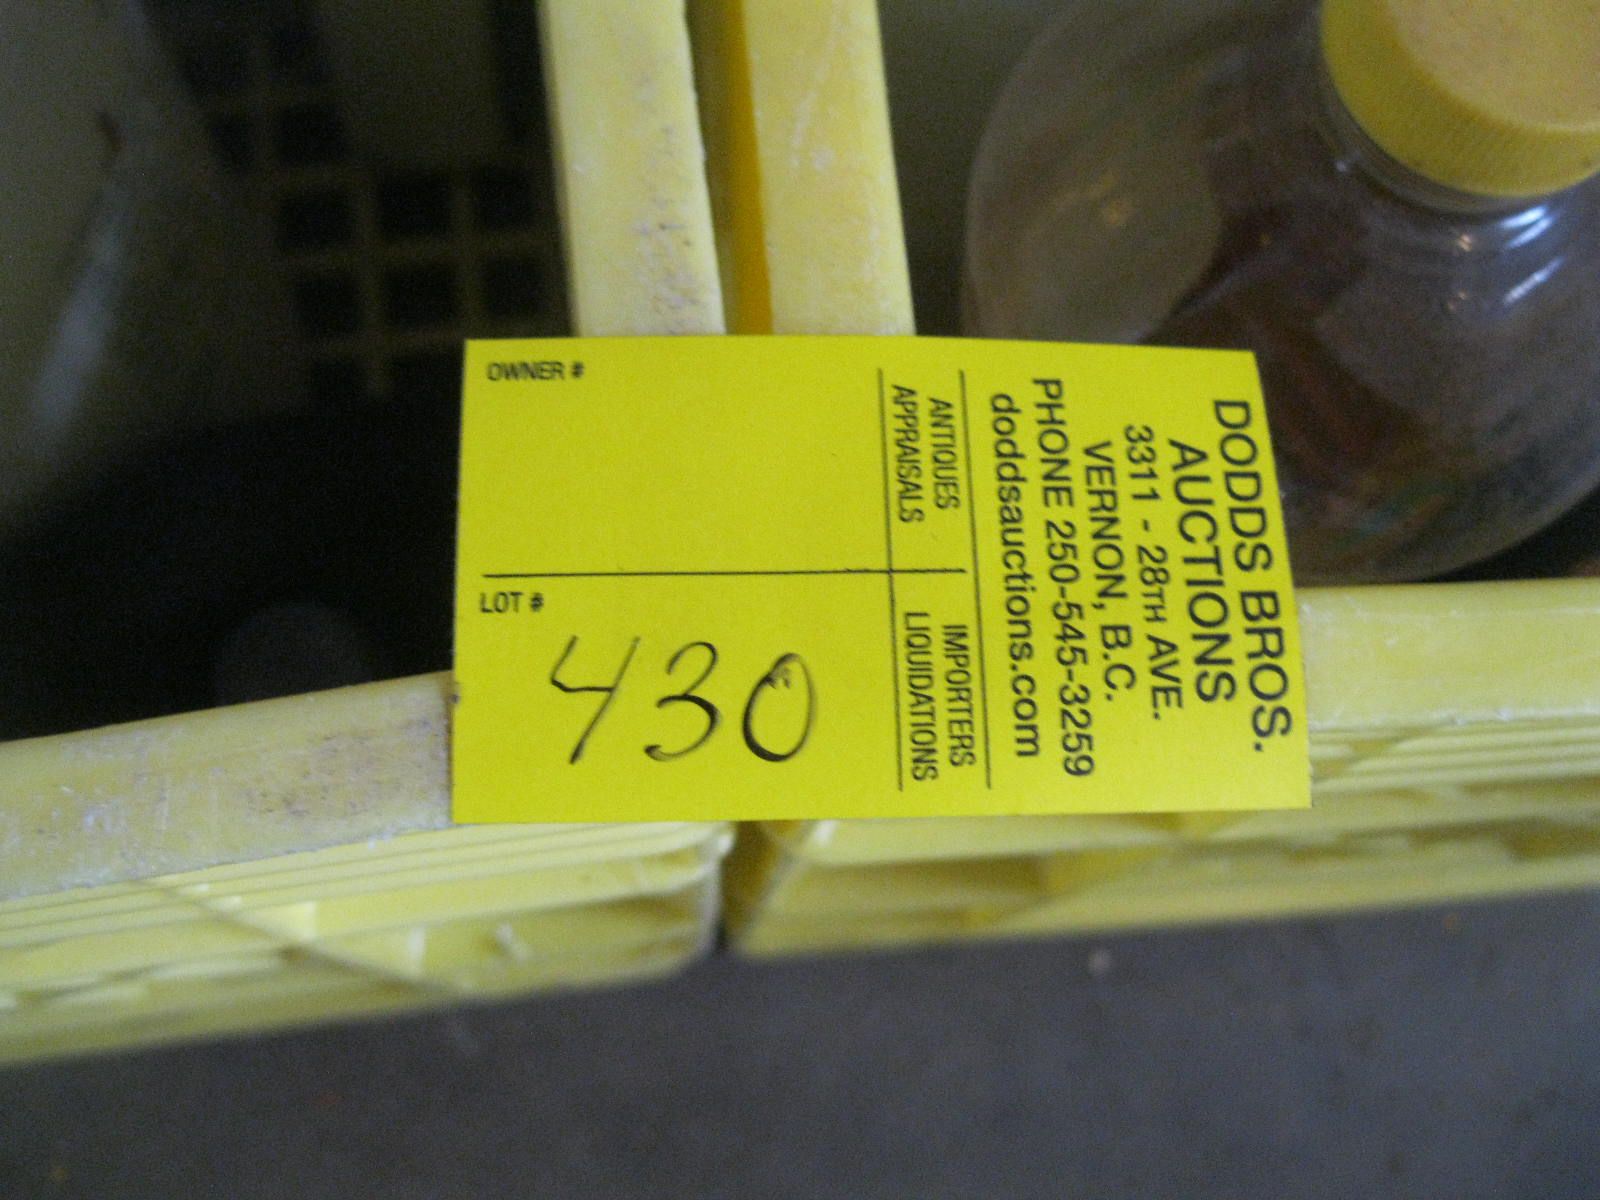 DODDS BROS.
AUCTIONS
3311 - 28TH AVE.
VERNON, B.C.
PHONE 250-545-3259
doddsauctions.com
ANTIQUES
APPRAISALS
IMPORTERS
LIQUIDATIONS
OWNER #
LOT #
430